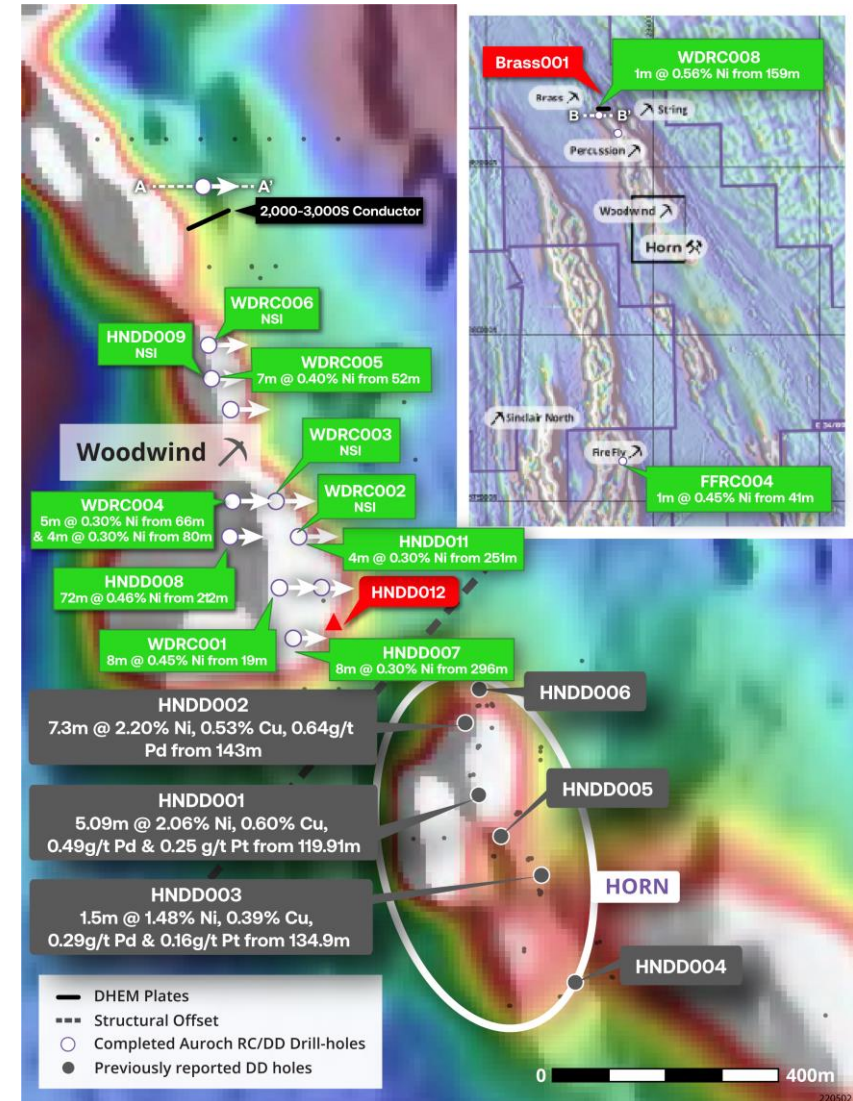 A A'
2,000-3,000S Conductor
WDRC006
NSI
HNDD009
NSI
WDRC005
7m @ 0.40% Ni from 52m
Woodwind
WDRC003
NSI
WDRC004
5m @ 0.30% Ni from 66m
& 4m @ 0.30% Ni from 80m
WDRC002
NSI
HNDD011
4m @ 0.30% Ni from 251m
HNDD008
72m @ 0.46% Ni from 212m
HNDD012
WDRC001
8m @ 0.45% Ni from 19m
HNDD007
8m @ 0.30% Ni from 296m
HNDD002
7.3m @ 2.20% Ni, 0.53% Cu, 0.64g/t
Pd from 143m
HNDD006
HNDD001
5.09m @ 2.06% Ni, 0.60% Cu,
0.49g/t Pd & 0.25 g/t Pt from 119.91m
HNDD005
HNDD003
1.5m @ 1.48% Ni, 0.39% Cu,
0.29g/t Pd & 0.16g/t Pt from 134.9m
HORN
HNDD004
DHEM Plates
Structural Offset
Completed Auroch RC/DD Drill-holes
Previously reported DD holes
0 400m
220502
Brass001
WDRC008
1m @ 0.56% Ni from 159m
Brass
String
B B'
Percussion
Woodwind
Horn
Sinclair North
FireFly
FFRC004
1m @ 0.45% Ni from 41m